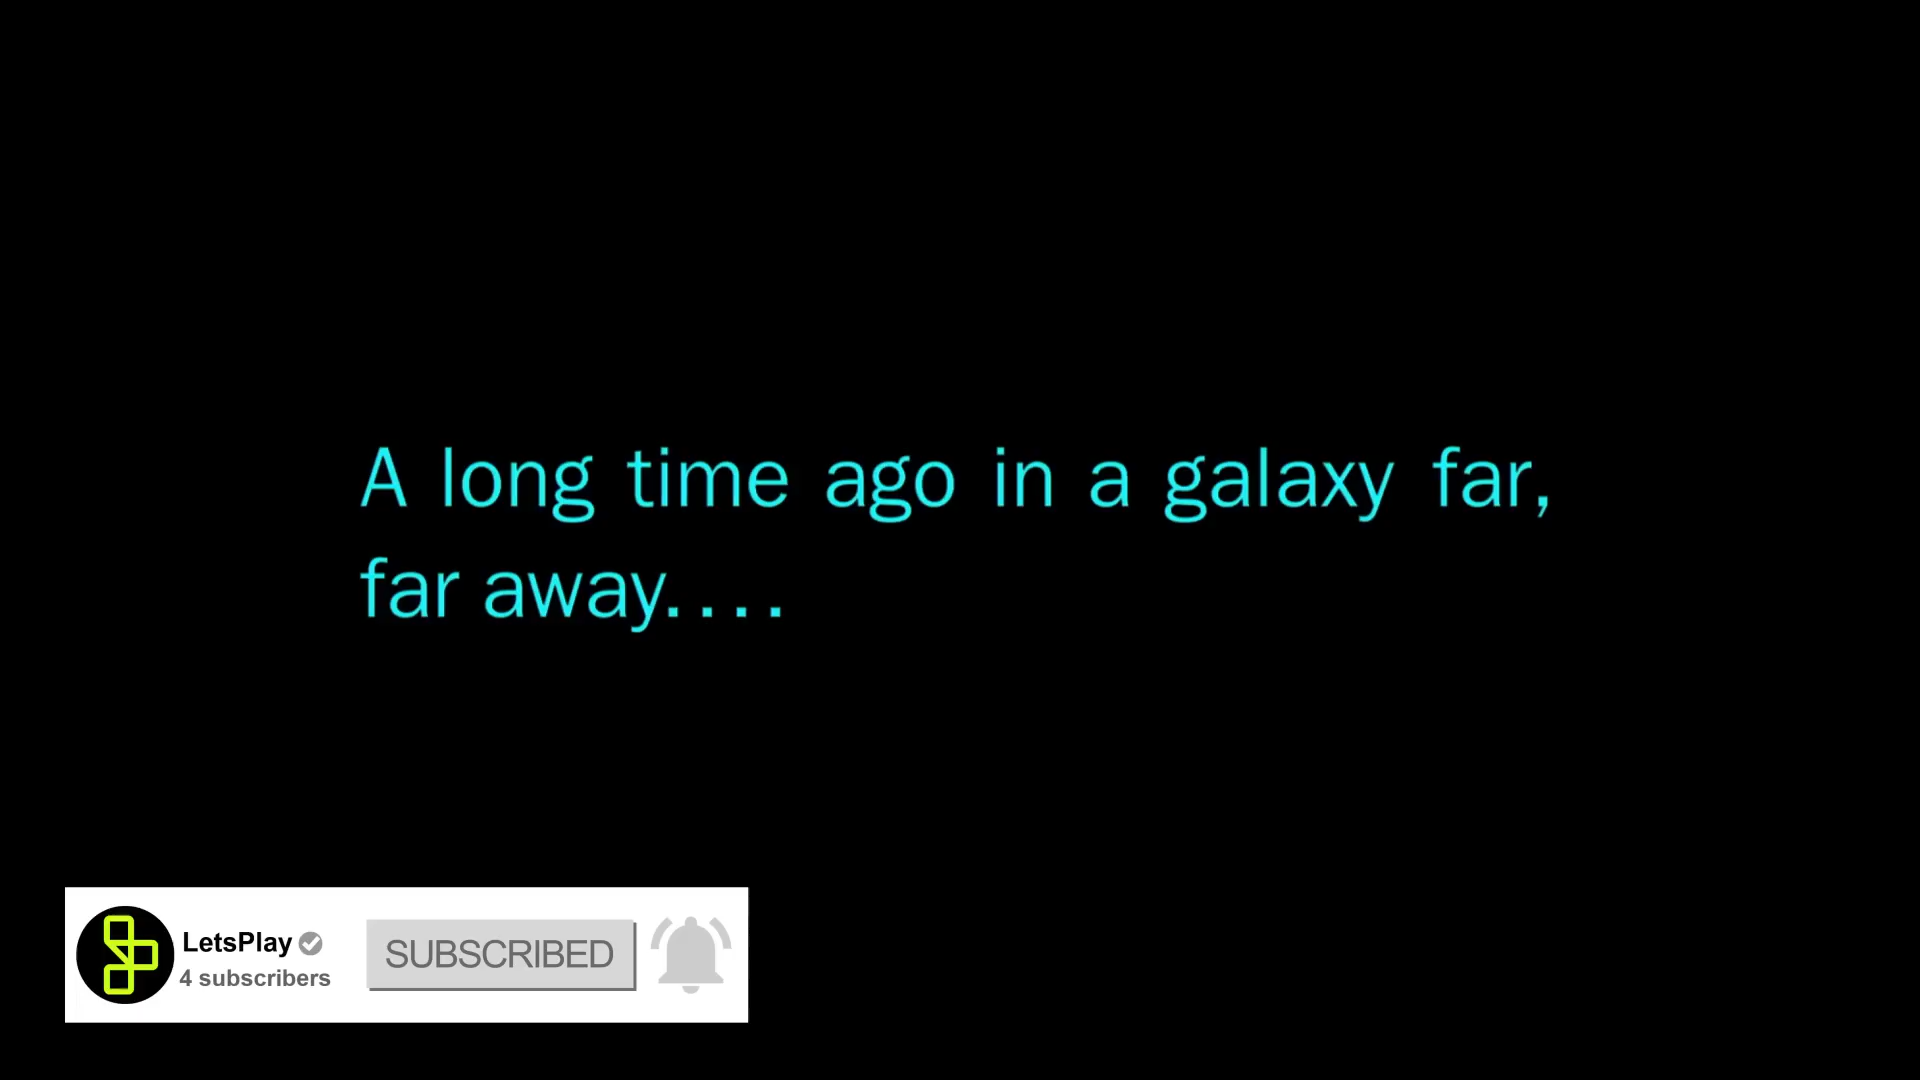 A long time ago in a galaxy far,
far away....
LetsPlay
4 subscribers
SUBSCRIBED